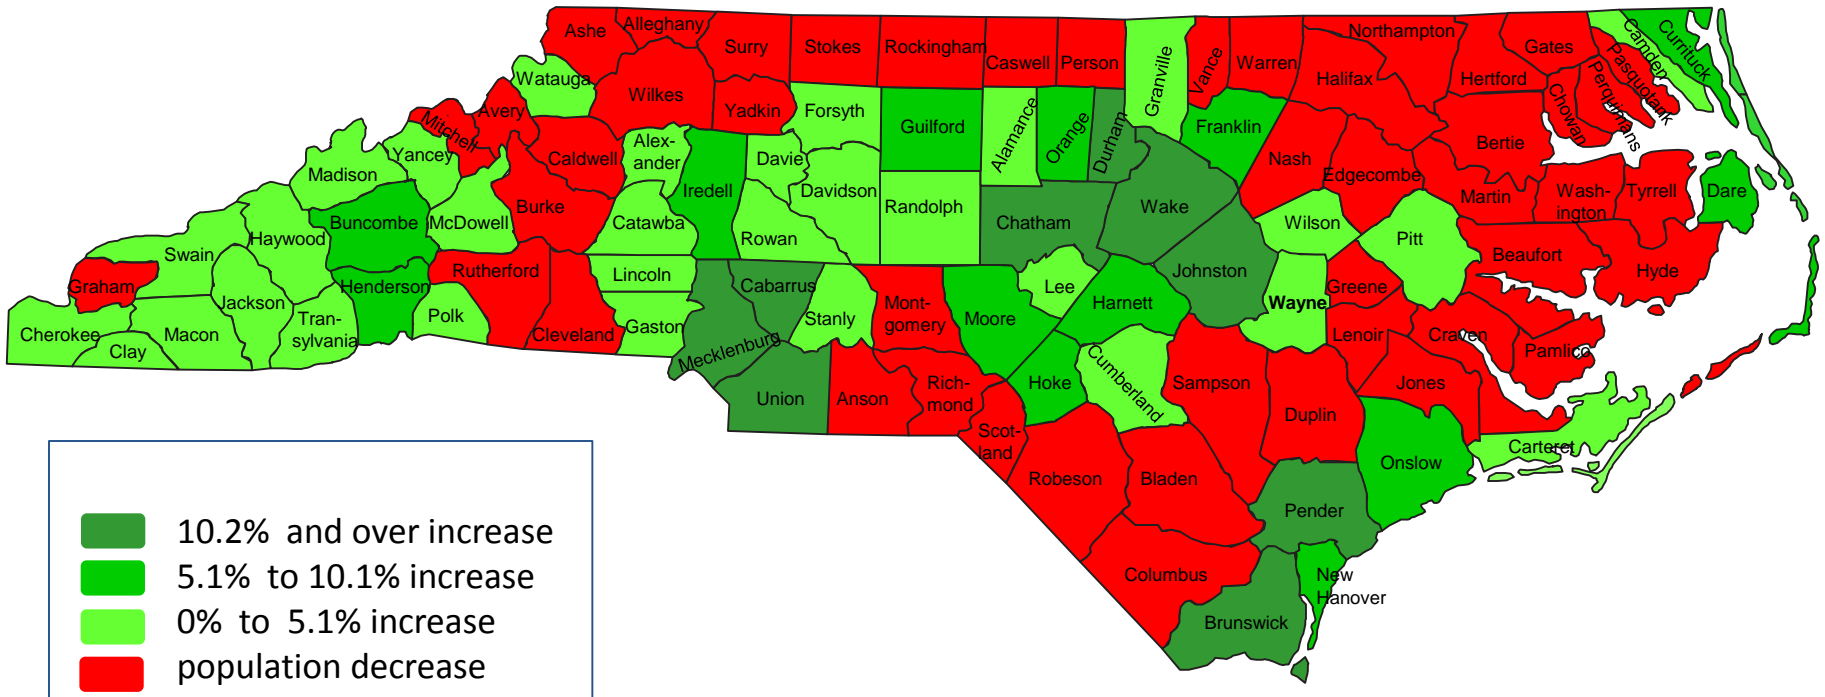 Ashe
Alleghany
Surry
Stokes
Rockingham
Caswell
Person
Granville
Vance
Warren
Northampton
Halifax
Hertford
Gates
Camden
Currituck
Pasquotank
Perquimans
Chowan
Bertie
Watauga
Wilkes
Yadkin
Forsyth
Guilford
Alamance
Orange
Durham
Franklin
Nash
Edgecombe
Martin
Wash-
ington
Tyrrell
Dare
Mitchell
Avery
Caldwell
Alex-
ander
Iredell
Davie
Davidson
Randolph
Chatham
Wake
Wilson
Pitt
Beaufort
Hyde
Madison
Yancey
Buncombe
McDowell
Burke
Catawba
Rowan
Johnston
Greene
Wayne
Lenoir
Craven
Pamlico
Jones
Carteret
Swain
Haywood
Graham
Cherokee
Clay
Macon
Jackson
Tran-
sylvania
Henderson
Polk
Rutherford
Cleveland
Lincoln
Gaston
Mecklenburg
Cabarrus
Stanly
Mont-
gomery
Moore
Lee
Harnett
Union
Anson
Rich-
mond
Scot-
land
Hoke
Cumberland
Sampson
Duplin
Onslow
Robeson
Bladen
Pender
Columbus
New
Hanover
Brunswick
10.2% and over increase
5.1% to 10.1% increase
0% to 5.1% increase
population decrease